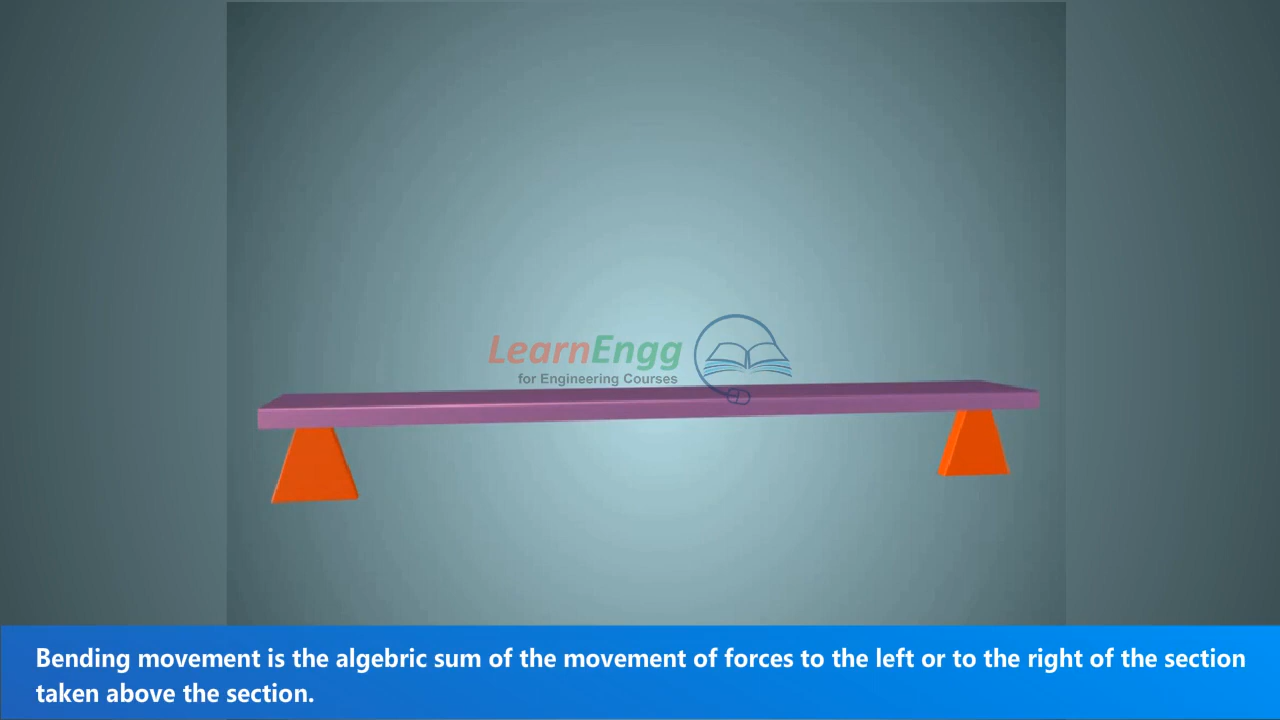 LearnEngg
for Engineering Courses
Bending movement is the algebric sum of the movement of forces to the left or to the right of the section
taken above the section.